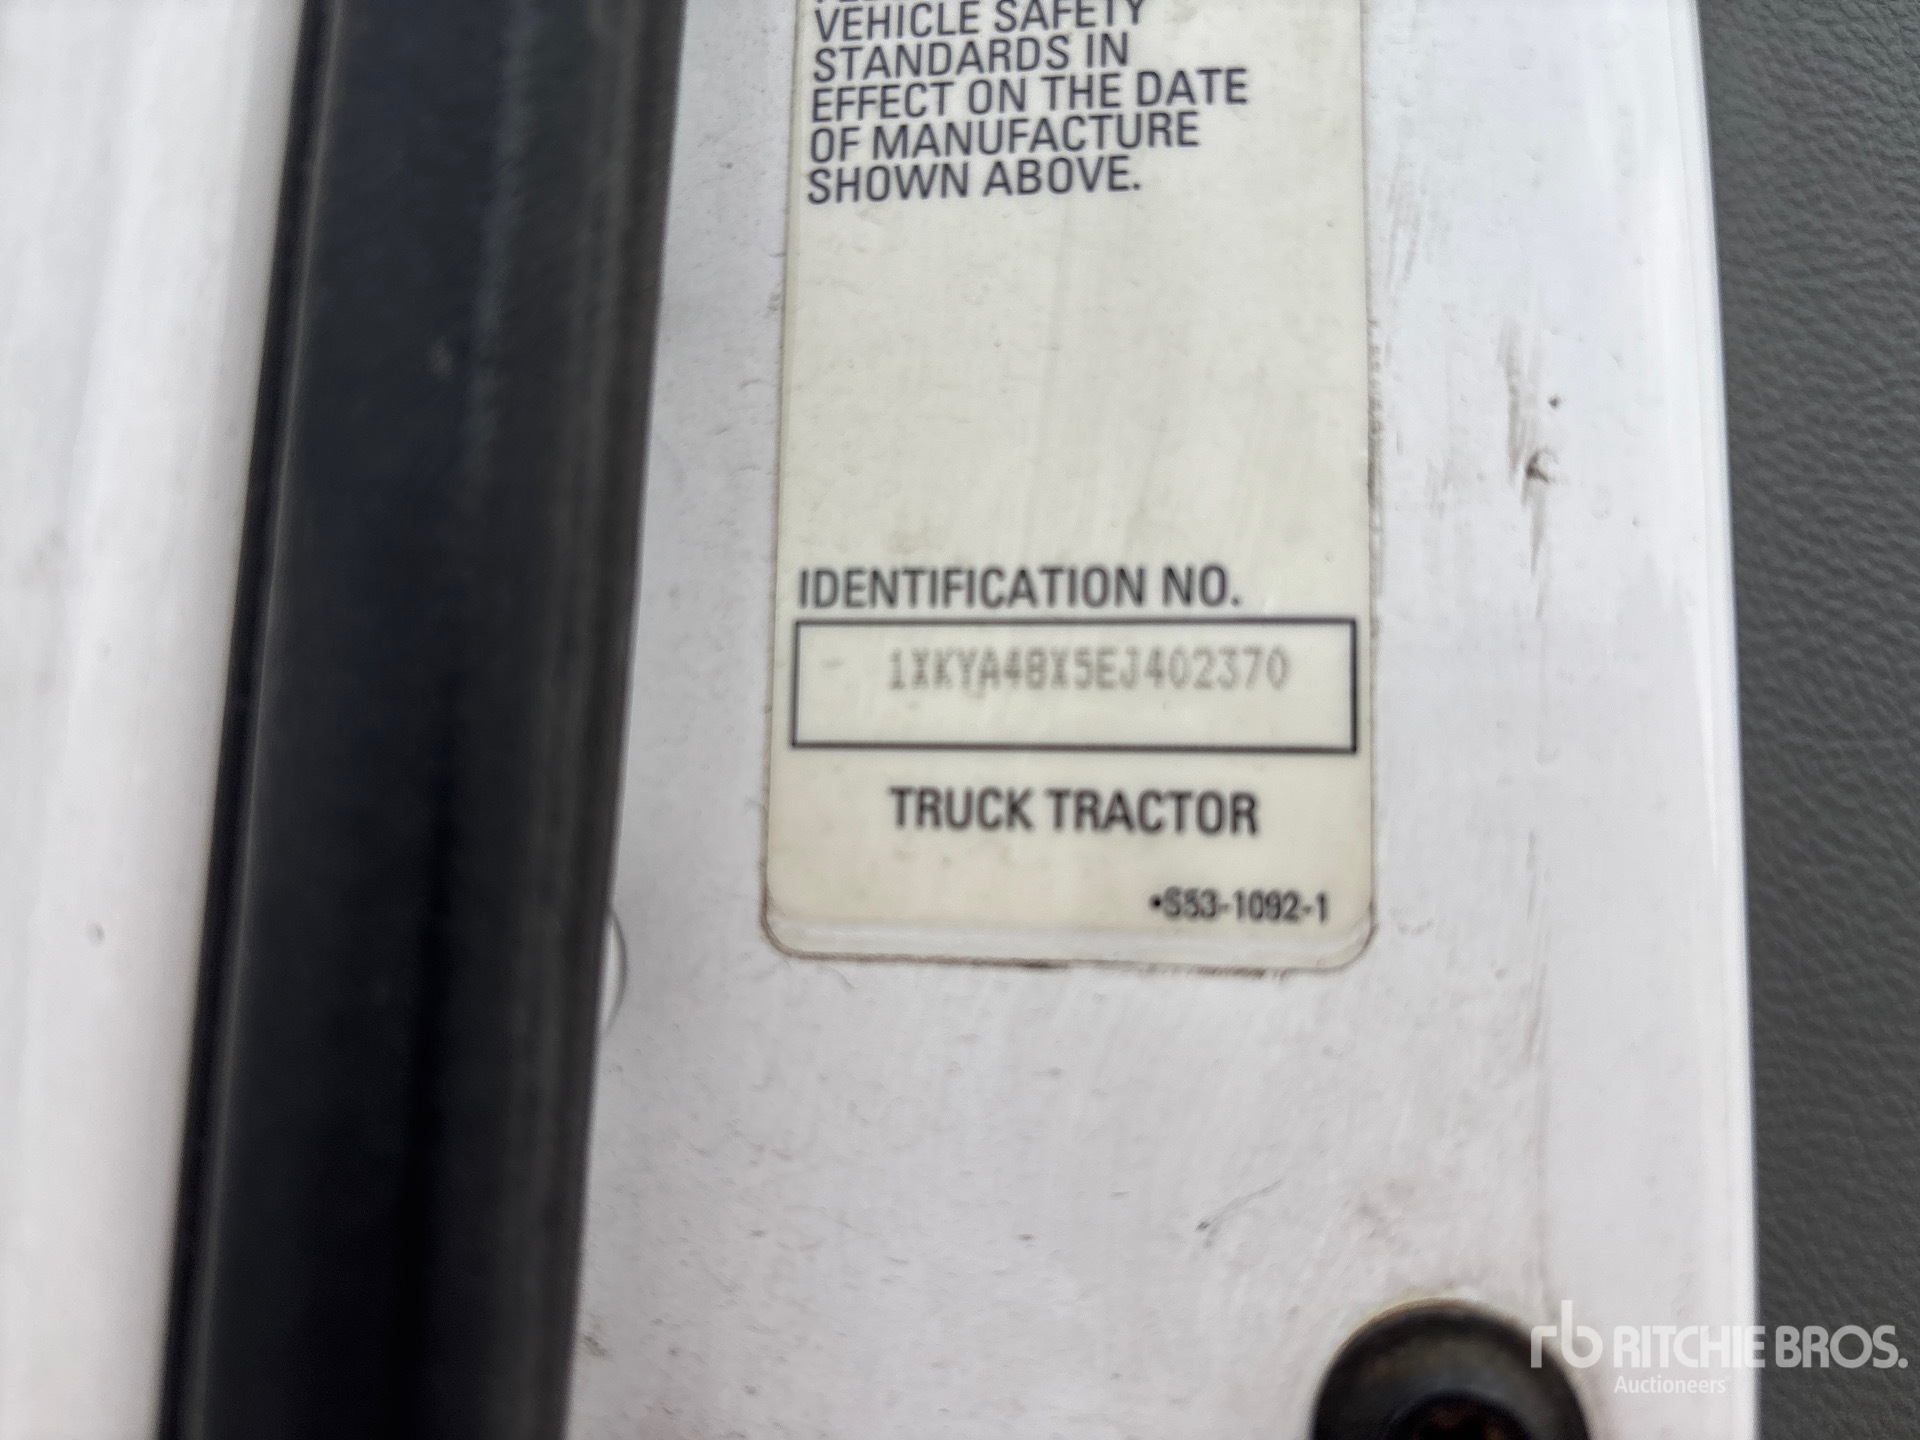 VEHICLE SAFETY
STANDARDS IN
EFFECT ON THE DATE
OF MANUFACTURE
SHOWN ABOVE.
IDENTIFICATION NO.
1XKYA48X5EJ402370
TRUCK TRACTOR
•S53-1092-1
rb RITCHIE BROS.
Auctioneers